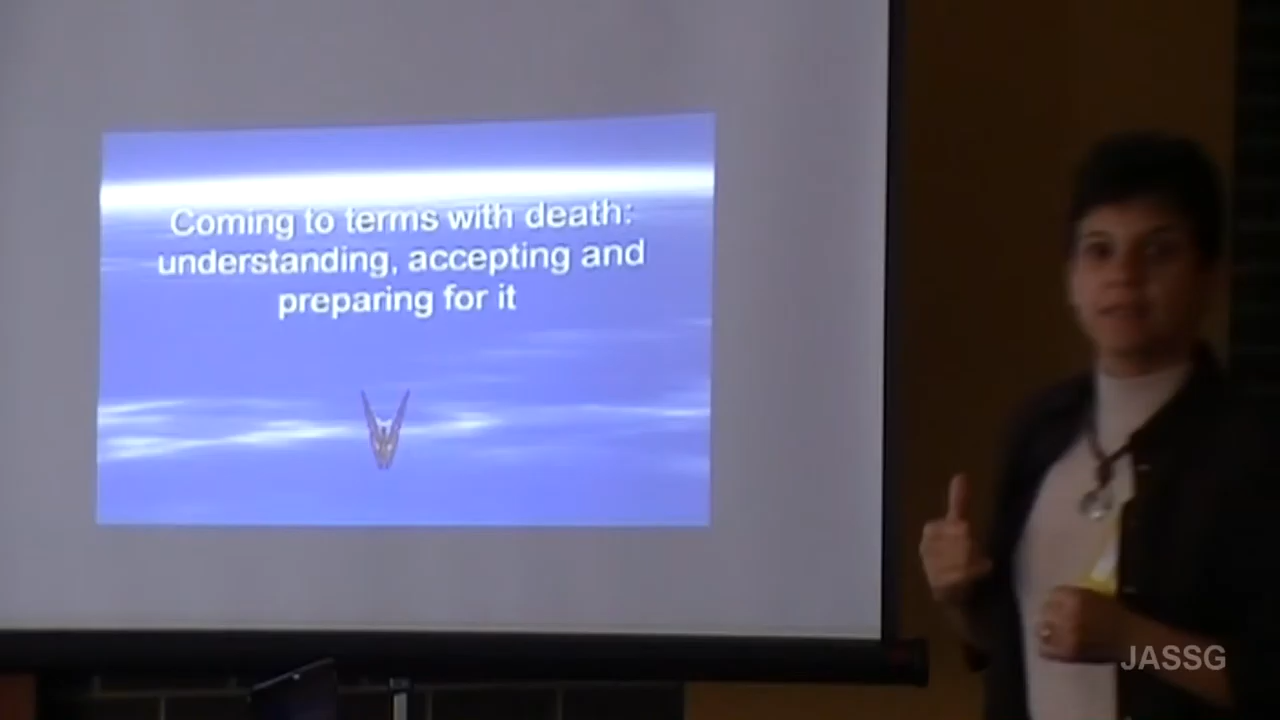 Coming to terms with death:
understanding, accepting and
preparing for it
JASSG